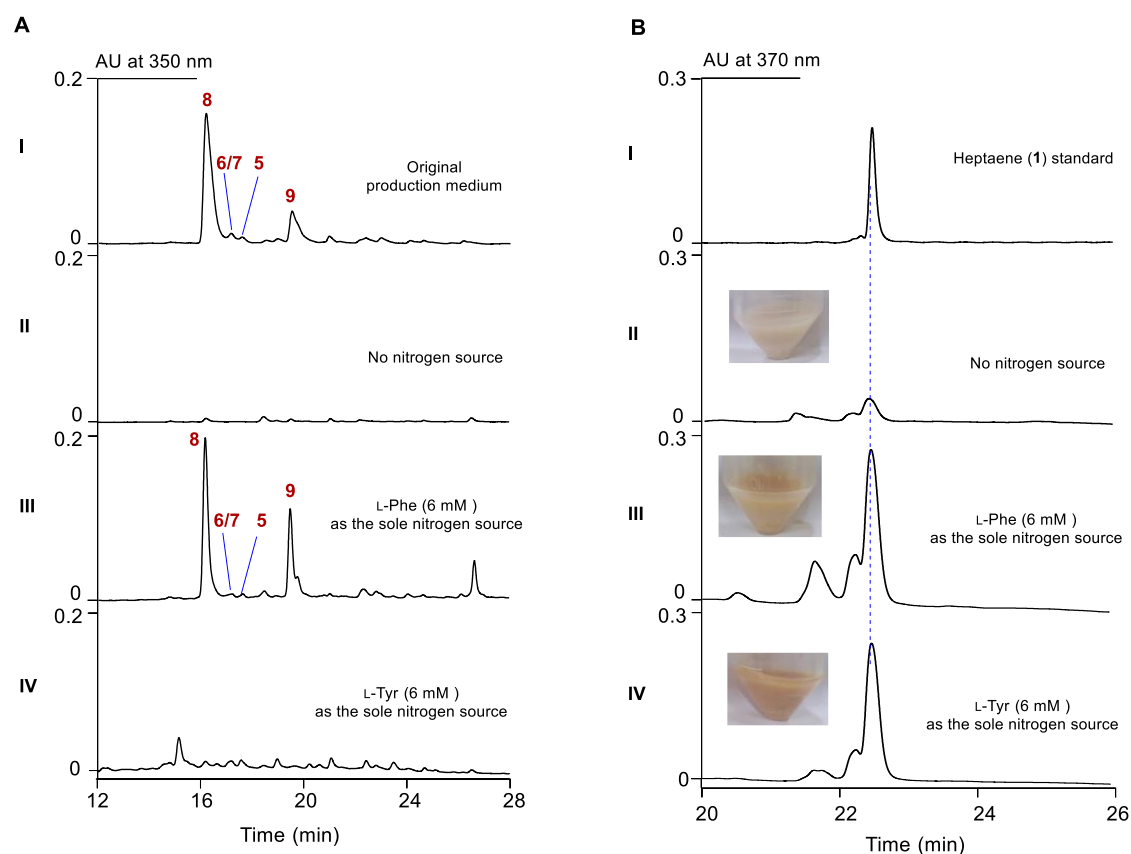 A
AU at 350 nm
0.2
8
6/7 5
9
I
Original
production medium
0
0.2
II
No nitrogen source
0
0.2
8
9
III
L-Phe (6 mM )
as the sole nitrogen source
6/7 5
0
0.2
IV
L-Tyr (6 mM )
as the sole nitrogen source
0
12 16 20 24 28
Time (min)
B
AU at 370 nm
0.3
I
Heptaene (1) standard
0
0.3
II
No nitrogen source
0
0.3
III
L-Phe (6 mM )
as the sole nitrogen source
0
0.3
IV
L-Tyr (6 mM )
as the sole nitrogen source
0
20 22 24 26
Time (min)